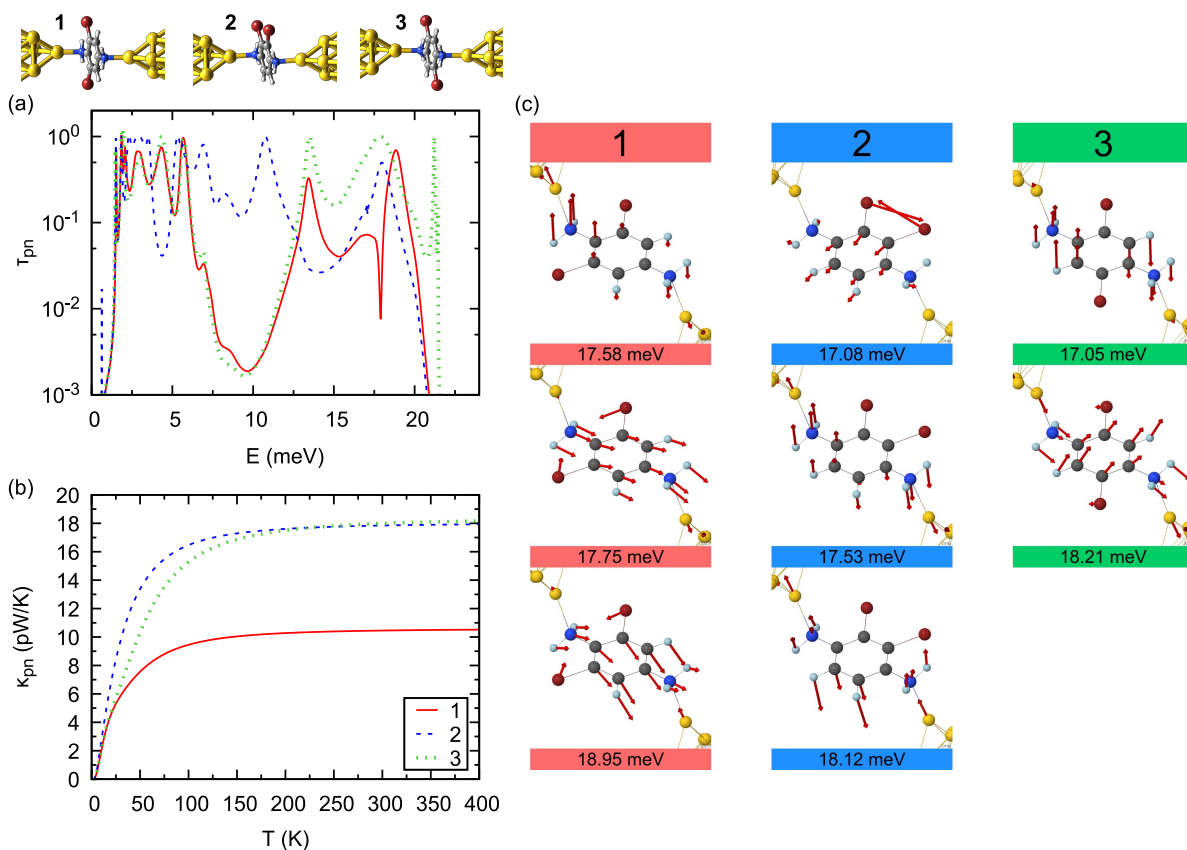 1 2 3
(a)
τpn
10⁰
10⁻¹
10⁻²
10⁻³
0 5 10 15 20
E (meV)
(b)
κpn (pW/K)
20
18
16
14
12
10
8
6
4
2
0
0 50 100 150 200 250 300 350 400
T (K)
1
2
3
(c)
1 2 3
17.58 meV 17.08 meV 17.05 meV
17.75 meV 17.53 meV 18.21 meV
18.95 meV 18.12 meV